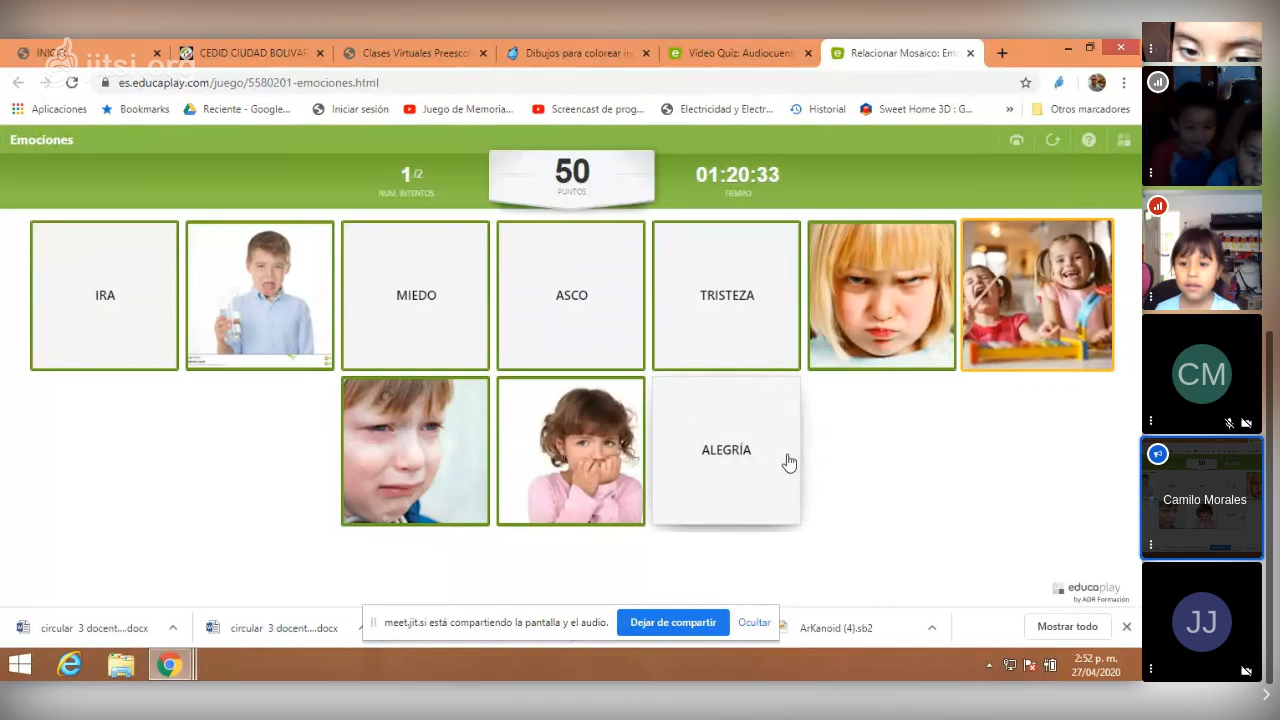 jitsi.org
INICI
CEDID CIUDAD BOLIVAR
Clases Virtuales Preesco
Dibujos para colorear in
Video Quiz: Audiocuent
Relacionar Mosaico: Em
es.educaplay.com/juego/5580201-emociones.html
Aplicaciones
Bookmarks
Reciente - Google...
Iniciar sesión
Juego de Memoria...
Screencast de prog...
Electricidad y Electr...
Historial
Sweet Home 3D : G...
»
Otros marcadores
Emociones
1/2
NUM. INTENTOS
50
PUNTOS
01:20:33
TIEMPO
IRA
MIEDO
ASCO
TRISTEZA
ALEGRÍA
CM
50
Camilo Morales
JJ
educaplay
by ADR Formación
circular 3 docent....docx
circular 3 docent....docx
meet.jit.si está compartiendo la pantalla y el audio.
Dejar de compartir
Ocultar
ArKanoid (4).sb2
Mostrar todo
2:52 p. m.
27/04/2020